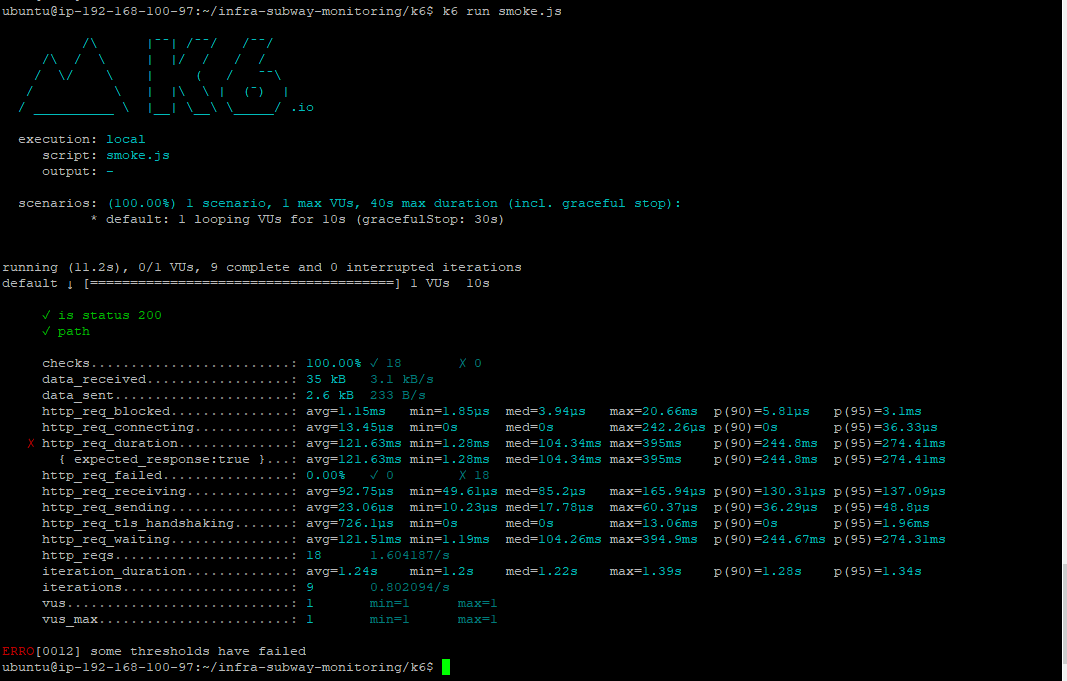 ubuntu@ip-192-168-100-97:~/infra-subway-monitoring/k6$ k6 run smoke.js
          /\      |‾‾| /‾‾/   /‾‾/
     /\  /  \     |  |/  /   /  /
    /  \/    \    |     (   /   ‾‾\
   /          \   |  |\  \ |  (‾)  |
  / __________ \  |__| \__\ \_____/ .io
  execution: local
     script: smoke.js
     output: -
  scenarios: (100.00%) 1 scenario, 1 max VUs, 40s max duration (incl. graceful stop):
           * default: 1 looping VUs for 10s (gracefulStop: 30s)
running (11.2s), 0/1 VUs, 9 complete and 0 interrupted iterations
default ↓ [======================================] 1 VUs  10s
     ✓ is status 200
     ✓ path
     checks.........................: 100.00% ✓ 18       ✗ 0
     data_received..................: 35 kB   3.1 kB/s
     data_sent......................: 2.6 kB  233 B/s
     http_req_blocked...............: avg=1.15ms   min=1.85µs  med=3.94µs   max=20.66ms  p(90)=5.81µs   p(95)=3.1ms
     http_req_connecting............: avg=13.45µs  min=0s      med=0s       max=242.26µs p(90)=0s       p(95)=36.33µs
   ✗ http_req_duration..............: avg=121.63ms min=1.28ms  med=104.34ms max=395ms    p(90)=244.8ms  p(95)=274.41ms
       { expected_response:true }...: avg=121.63ms min=1.28ms  med=104.34ms max=395ms    p(90)=244.8ms  p(95)=274.41ms
     http_req_failed................: 0.00%   ✓ 0        ✗ 18
     http_req_receiving.............: avg=92.75µs  min=49.61µs med=85.2µs   max=165.94µs p(90)=130.31µs p(95)=137.09µs
     http_req_sending...............: avg=23.06µs  min=10.23µs med=17.78µs  max=60.37µs  p(90)=36.29µs  p(95)=48.8µs
     http_req_tls_handshaking.......: avg=726.1µs  min=0s      med=0s       max=13.06ms  p(90)=0s       p(95)=1.96ms
     http_req_waiting...............: avg=121.51ms min=1.19ms  med=104.26ms max=394.9ms  p(90)=244.67ms p(95)=274.31ms
     http_reqs......................: 18      1.604187/s
     iteration_duration.............: avg=1.24s    min=1.2s    med=1.22s    max=1.39s    p(90)=1.28s    p(95)=1.34s
     iterations.....................: 9       0.802094/s
     vus............................: 1       min=1      max=1
     vus_max........................: 1       min=1      max=1
ERRO[0012] some thresholds have failed
ubuntu@ip-192-168-100-97:~/infra-subway-monitoring/k6$